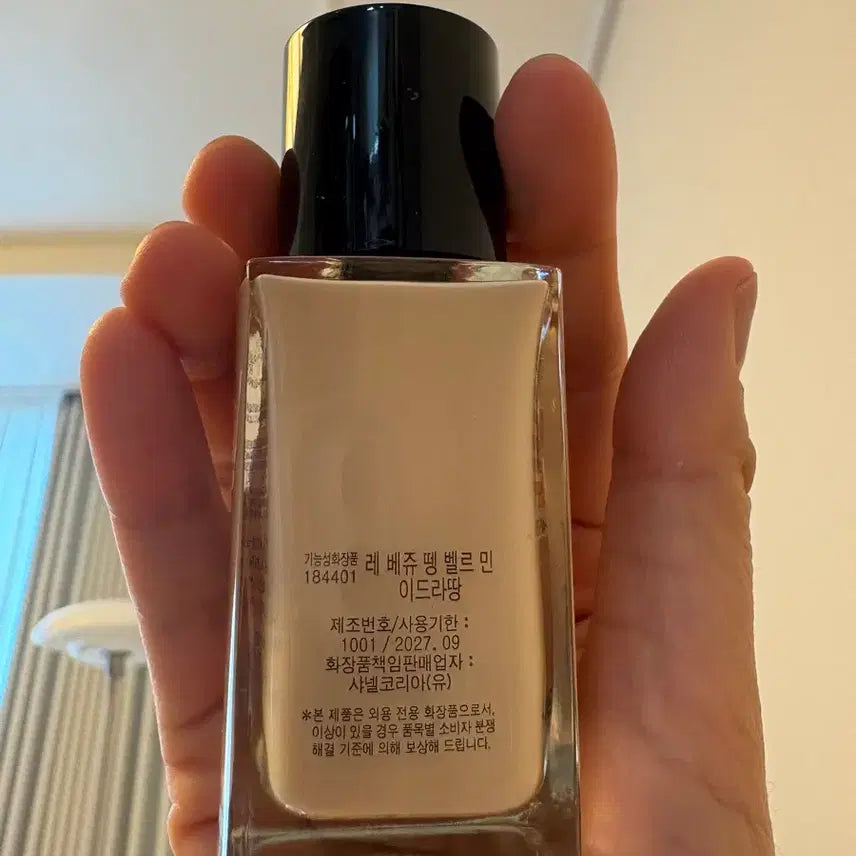 기능성화장품 레 베쥬 뗑 벨르 민
184401 이드라땅
제조번호/사용기한 :
1001 / 2027. 09
화장품책임판매업자 :
샤넬코리아(유)
※본 제품은 외용 전용 화장품으로서,
이상이 있을 경우 품목별 소비자 분쟁
해결 기준에 의해 보상해 드립니다.